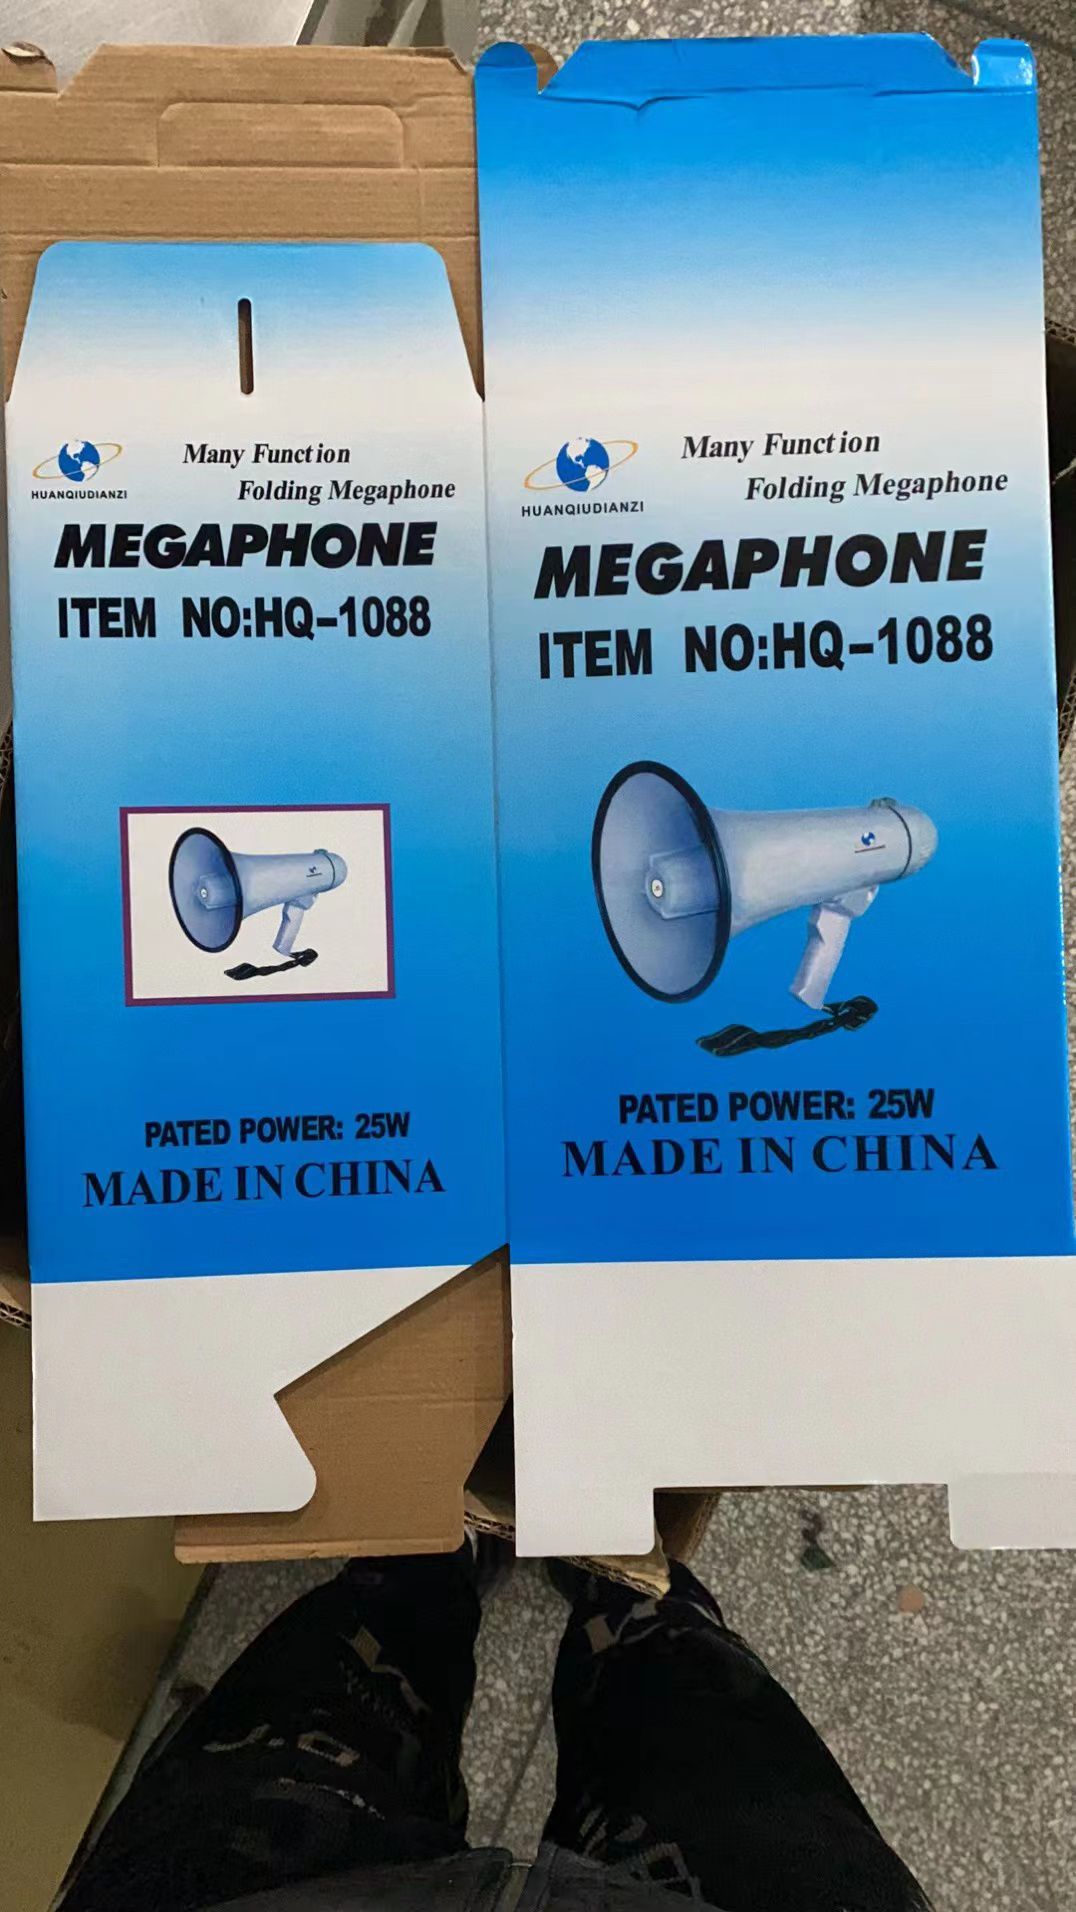 HUANQIUDIANZI
Many Function
Folding Megaphone
MEGAPHONE
ITEM NO:HQ-1088
PATED POWER: 25W
MADE IN CHINA
HUANQIUDIANZI
Many Function
Folding Megaphone
MEGAPHONE
ITEM NO:HQ-1088
PATED POWER: 25W
MADE IN CHINA